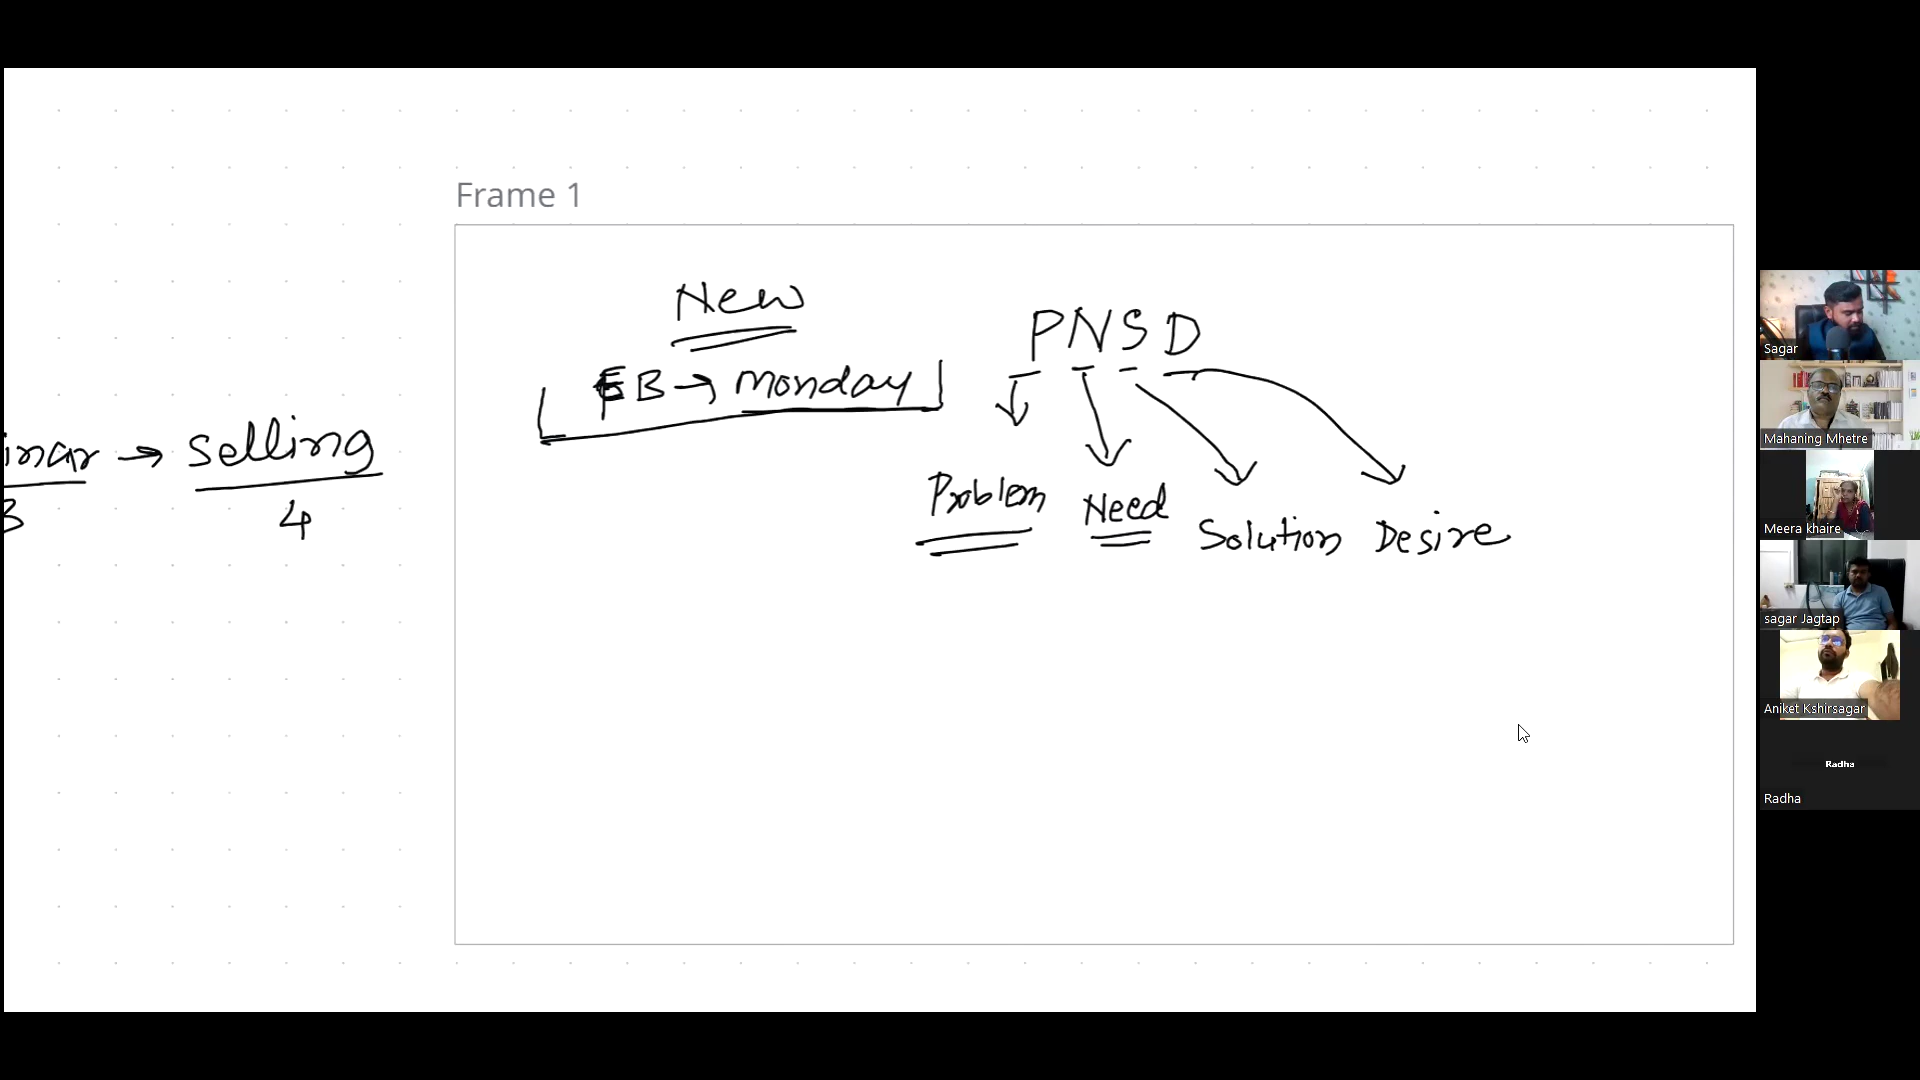 Frame 1
New
FB → Monday
PNSD
inar → Selling
3
4
Problem Need Solution Desire
Sagar
Mahaning Mhetre
Meera khaire
sagar Jagtap
Aniket Kshirsagar
Radha
Radha